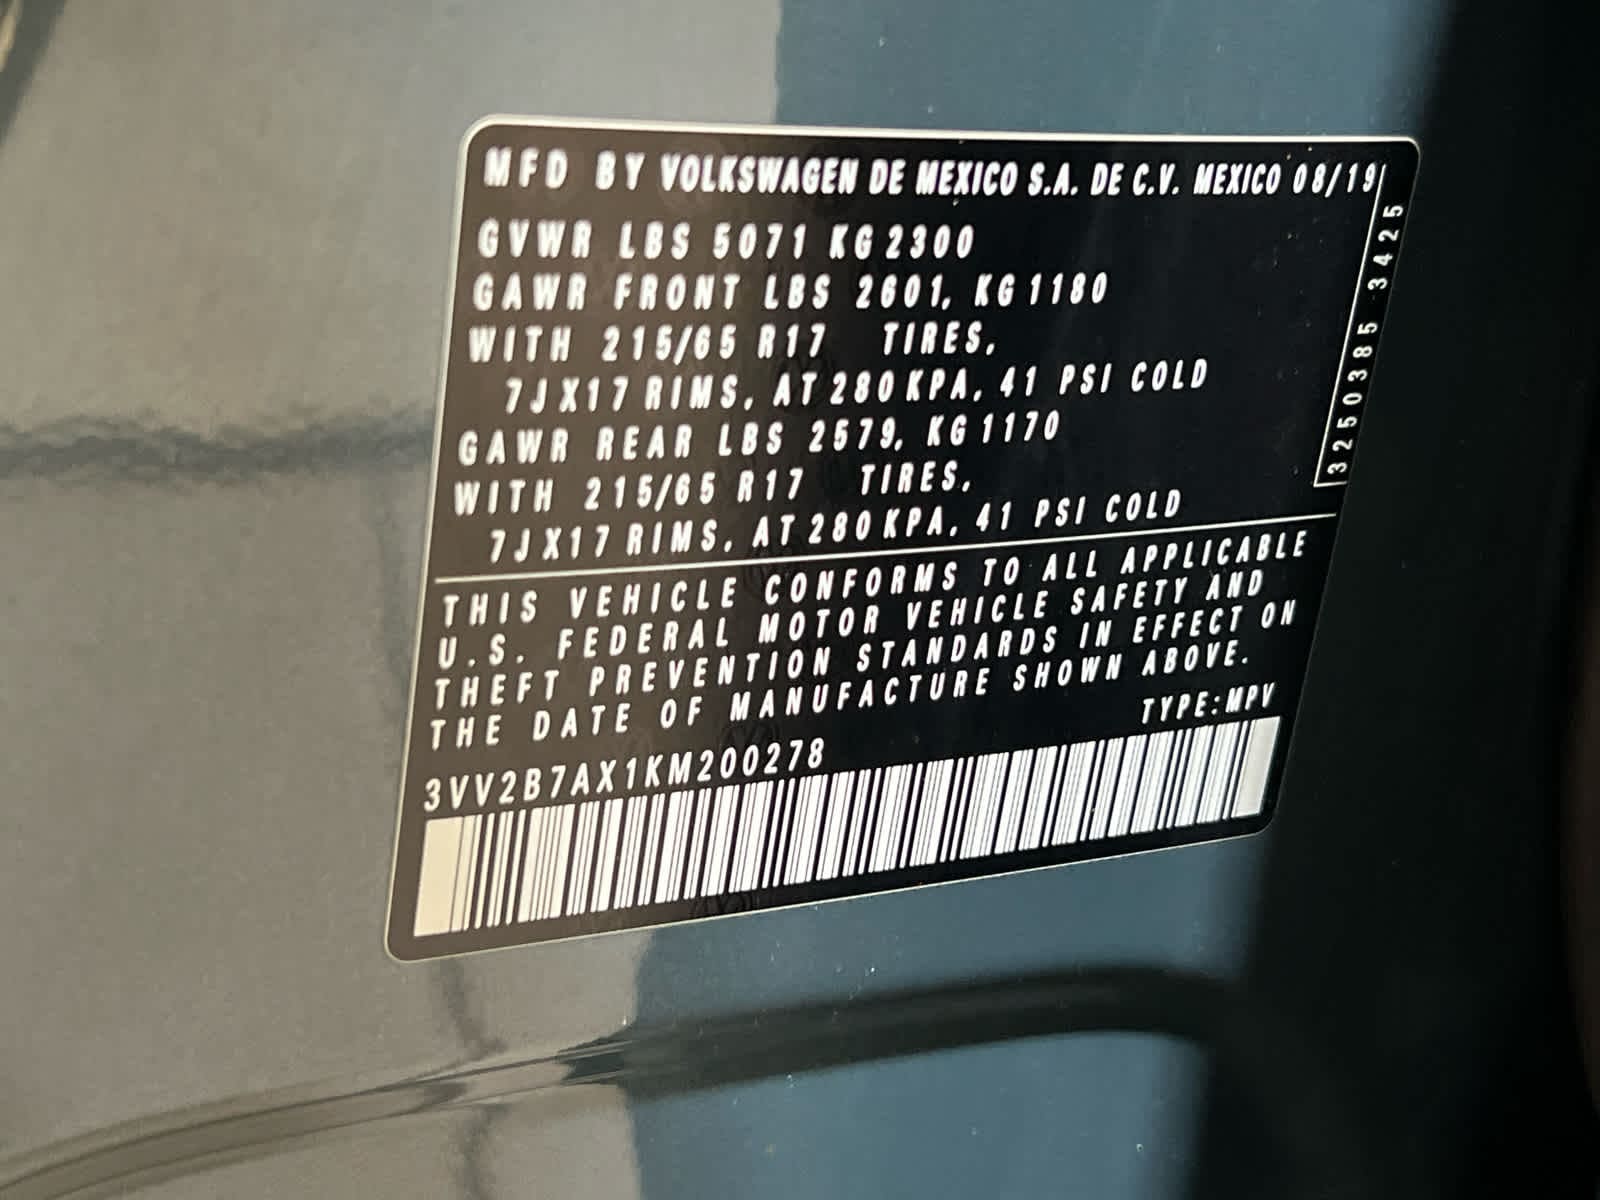 MFD BY VOLKSWAGEN DE MEXICO S.A. DE C.V. MEXICO 08/19
GVWR LBS 5071 KG 2300
GAWR FRONT LBS 2601, KG 1180
WITH 215/65 R17 TIRES,
7JX17 RIMS, AT 280 KPA, 41 PSI COLD
GAWR REAR LBS 2579, KG 1170
WITH 215/65 R17 TIRES,
7JX17 RIMS, AT 280 KPA, 41 PSI COLD
3250385 3425
THIS VEHICLE CONFORMS TO ALL APPLICABLE
U.S. FEDERAL MOTOR VEHICLE SAFETY AND
THEFT PREVENTION STANDARDS IN EFFECT ON
THE DATE OF MANUFACTURE SHOWN ABOVE.
TYPE:MPV
3VV2B7AX1KM200278